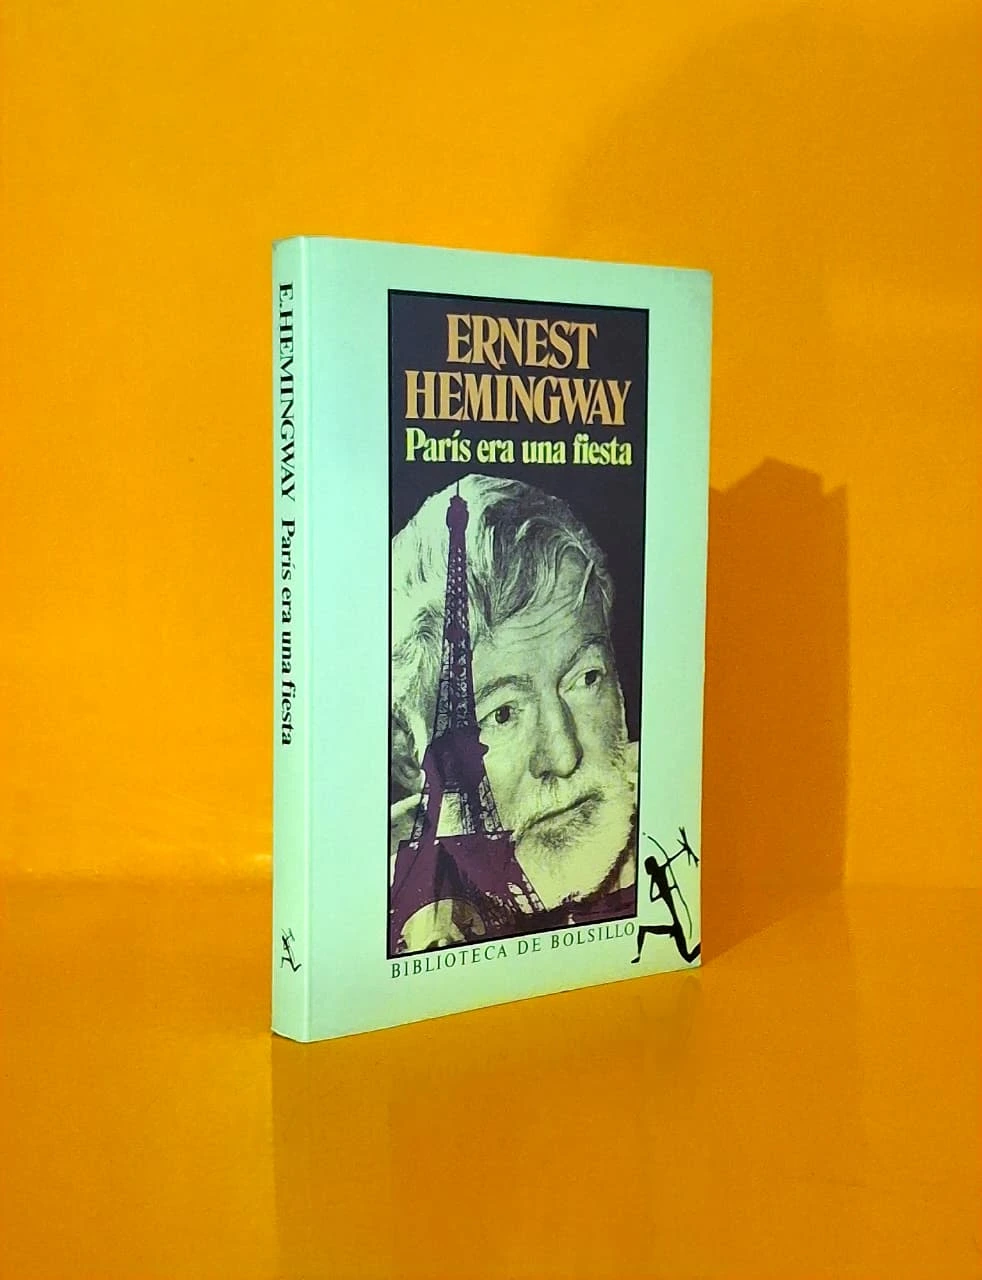 E. HEMINGWAY París era una fiesta
ERNEST
HEMINGWAY
París era una fiesta
BIBLIOTECA DE BOLSILLO